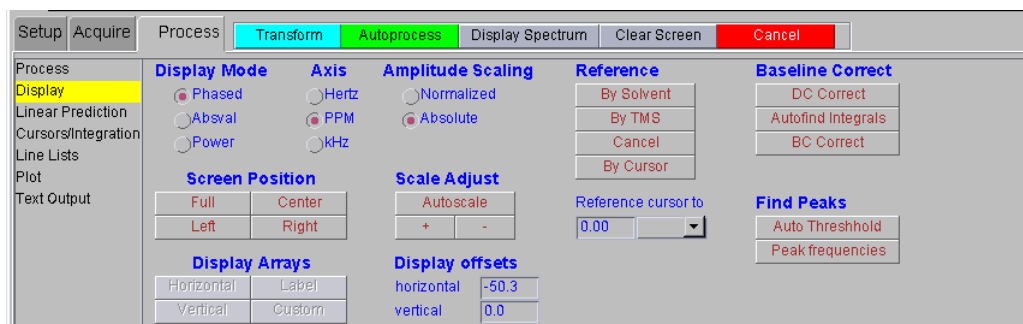 Setup Acquire Process Transform Autoprocess Display Spectrum Clear Screen Cancel
Process
Display
Linear Prediction
Cursors/Integration
Line Lists
Plot
Text Output
Display Mode Axis Amplitude Scaling Reference Baseline Correct
Phased Hertz Normalized By Solvent DC Correct
Absval PPM Absolute By TMS Autofind Integrals
Power kHz Cancel BC Correct
By Cursor
Screen Position Scale Adjust
Full Center Autoscale Reference cursor to Find Peaks
Left Right + - 0.00 Auto Threshhold
Peak frequencies
Display Arrays Display offsets
Horizontal Label horizontal -50.3
Vertical Custom vertical 0.0